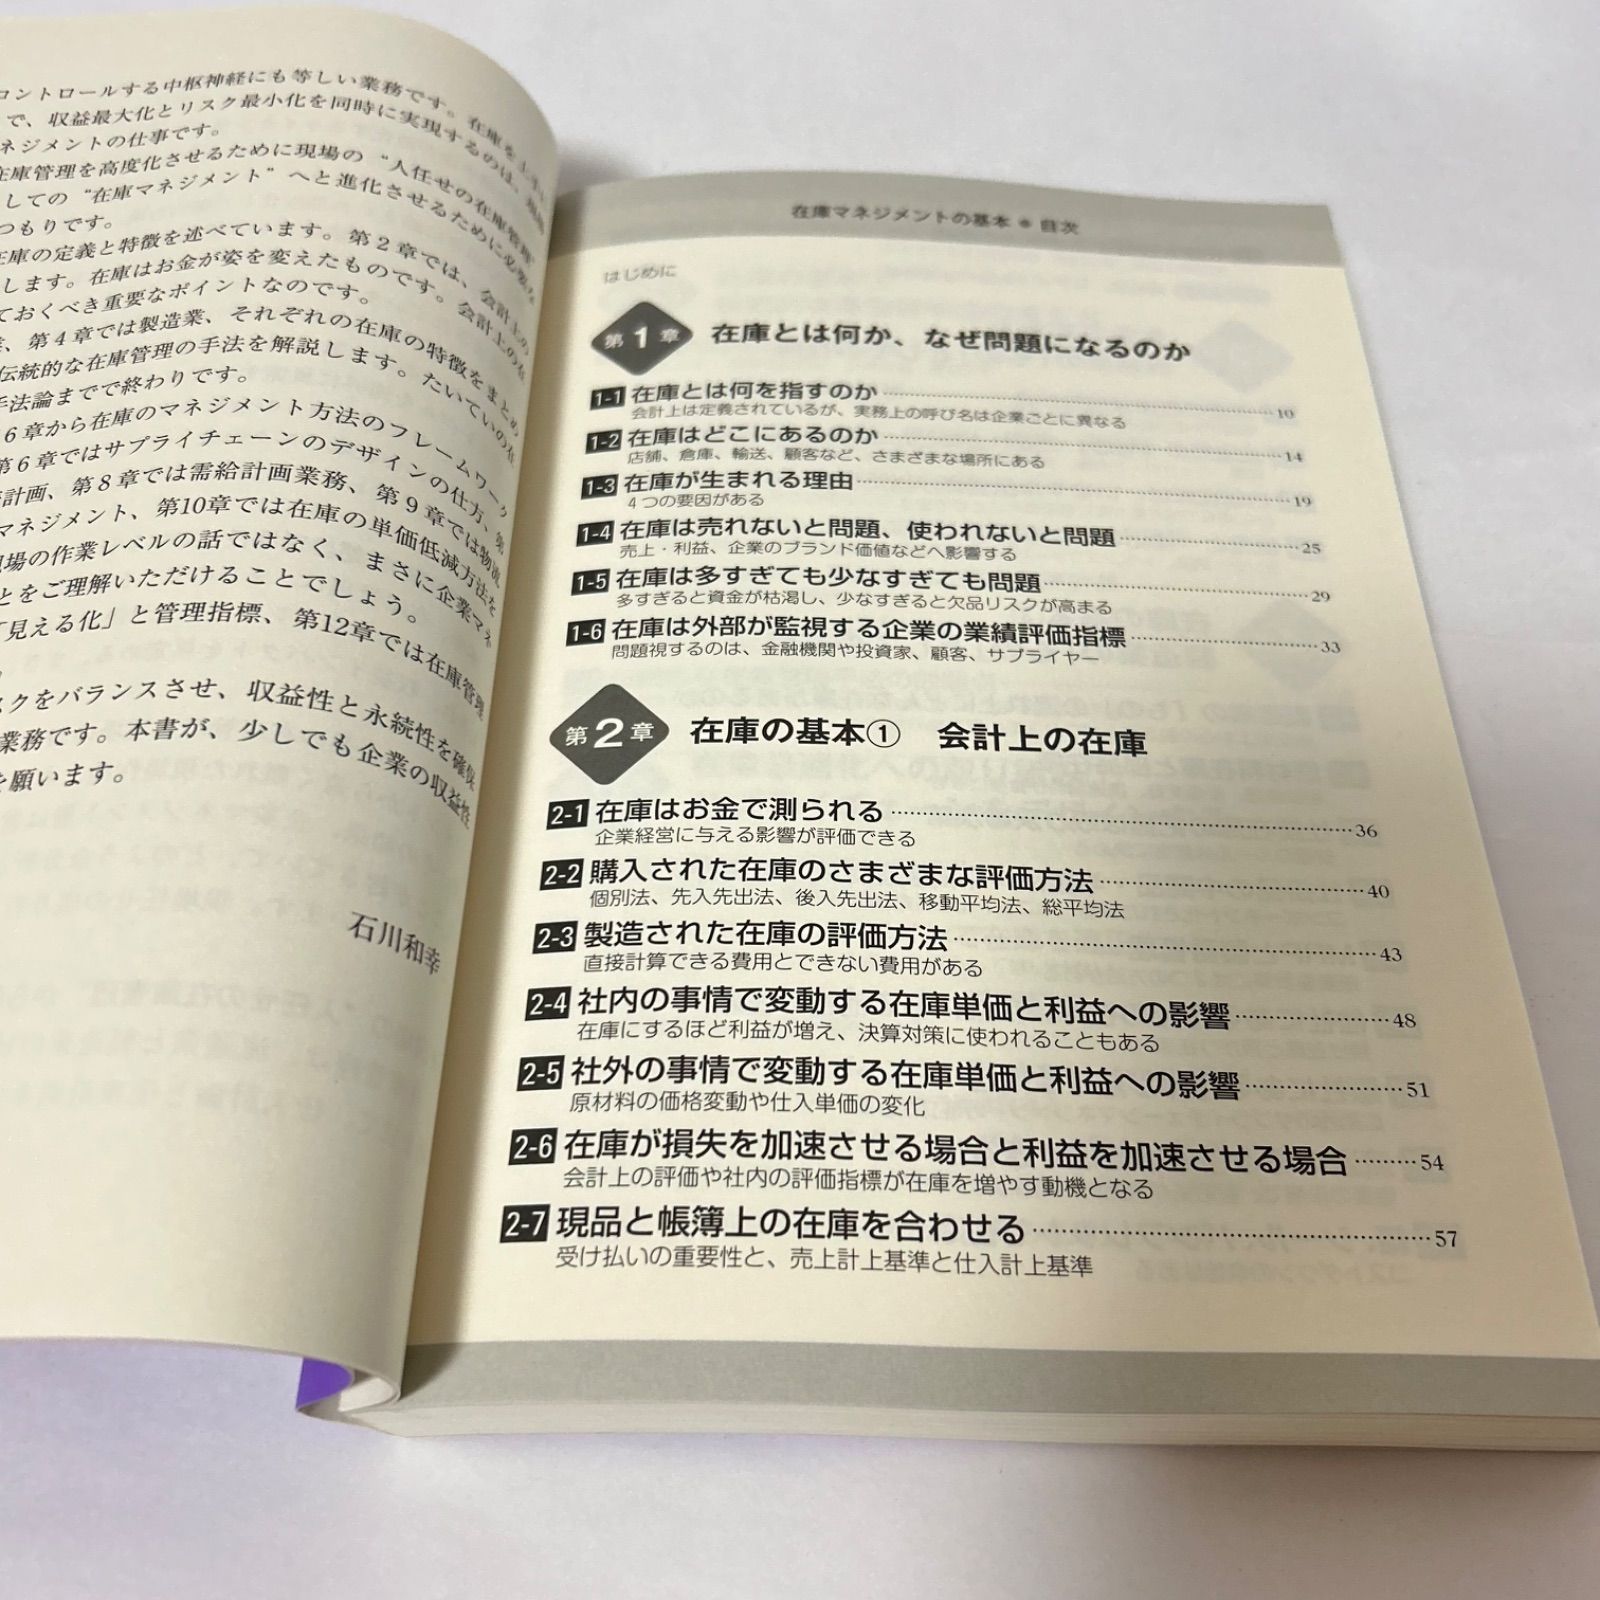 コントロールする中枢神経にも等しい業務です。在庫を上手に
で、収益最大化とリスク最小化を同時に実現するのは、
ネジメントの仕事です。
在庫管理を高度化させるために現場の“人任せの在庫管理”
しての“在庫マネジメント”へと進化させるために必要な
つもりです。
在庫の定義と特徴を述べています。第2章では、会計上の
します。在庫はお金が姿を変えたものです。会計上の在
ておくべき重要なポイントなのです。
、第4章では製造業、それぞれの在庫の特徴をまとめ
伝統的な在庫管理の手法を解説します。たいていの在
手法論までで終わりです。
6章から在庫のマネジメント方法のフレームワーク
第6章ではサプライチェーンのデザインの仕方、第
計画、第8章では需給計画業務、第9章では物流
マネジメント、第10章では在庫の単価低減方法を
現場の作業レベルの話ではなく、まさに企業マネ
とをご理解いただけることでしょう。
「見える化」と管理指標、第12章では在庫管理
スクをバランスさせ、収益性と永続性を確保
業務です。本書が、少しでも企業の収益性
を願います。
石川和幸
在庫マネジメントの基本●目次
はじめに
第1章 在庫とは何か、なぜ問題になるのか
1-1 在庫とは何を指すのか 10
会計上は定義されているが、実務上の呼び名は企業ごとに異なる
1-2 在庫はどこにあるのか 14
店舗、倉庫、輸送、顧客など、さまざまな場所にある
1-3 在庫が生まれる理由 19
4つの要因がある
1-4 在庫は売れないと問題、使われないと問題 25
売上・利益、企業のブランド価値などへ影響する
1-5 在庫は多すぎても少なすぎても問題 29
多すぎると資金が枯渇し、少なすぎると欠品リスクが高まる
1-6 在庫は外部が監視する企業の業績評価指標 33
問題視するのは、金融機関や投資家、顧客、サプライヤー
第2章 在庫の基本① 会計上の在庫
2-1 在庫はお金で測られる 36
企業経営に与える影響が評価できる
2-2 購入された在庫のさまざまな評価方法 40
個別法、先入先出法、後入先出法、移動平均法、総平均法
2-3 製造された在庫の評価方法 43
直接計算できる費用とできない費用がある
2-4 社内の事情で変動する在庫単価と利益への影響 48
在庫にするほど利益が増え、決算対策に使われることもある
2-5 社外の事情で変動する在庫単価と利益への影響 51
原材料の価格変動や仕入単価の変化
2-6 在庫が損失を加速させる場合と利益を加速させる場合 54
会計上の評価や社内の評価指標が在庫を増やす動機となる
2-7 現品と帳簿上の在庫を合わせる 57
受け払いの重要性と、売上計上基準と仕入計上基準